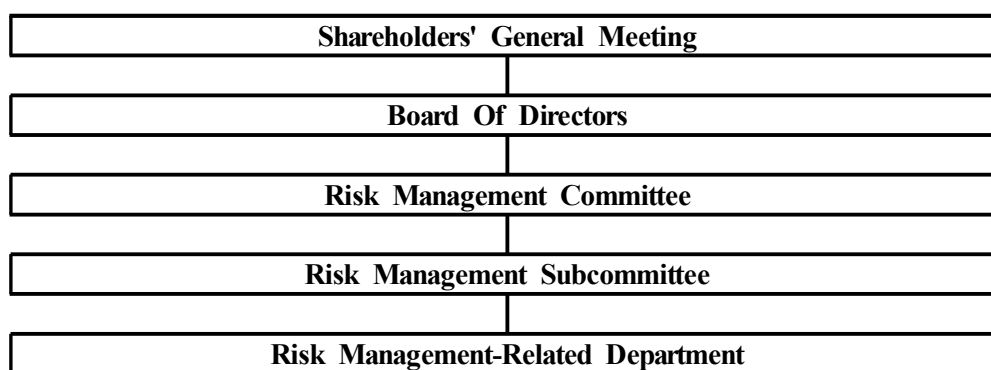 Shareholders' General Meeting
Board Of Directors
Risk Management Committee
Risk Management Subcommittee
Risk Management-Related Department